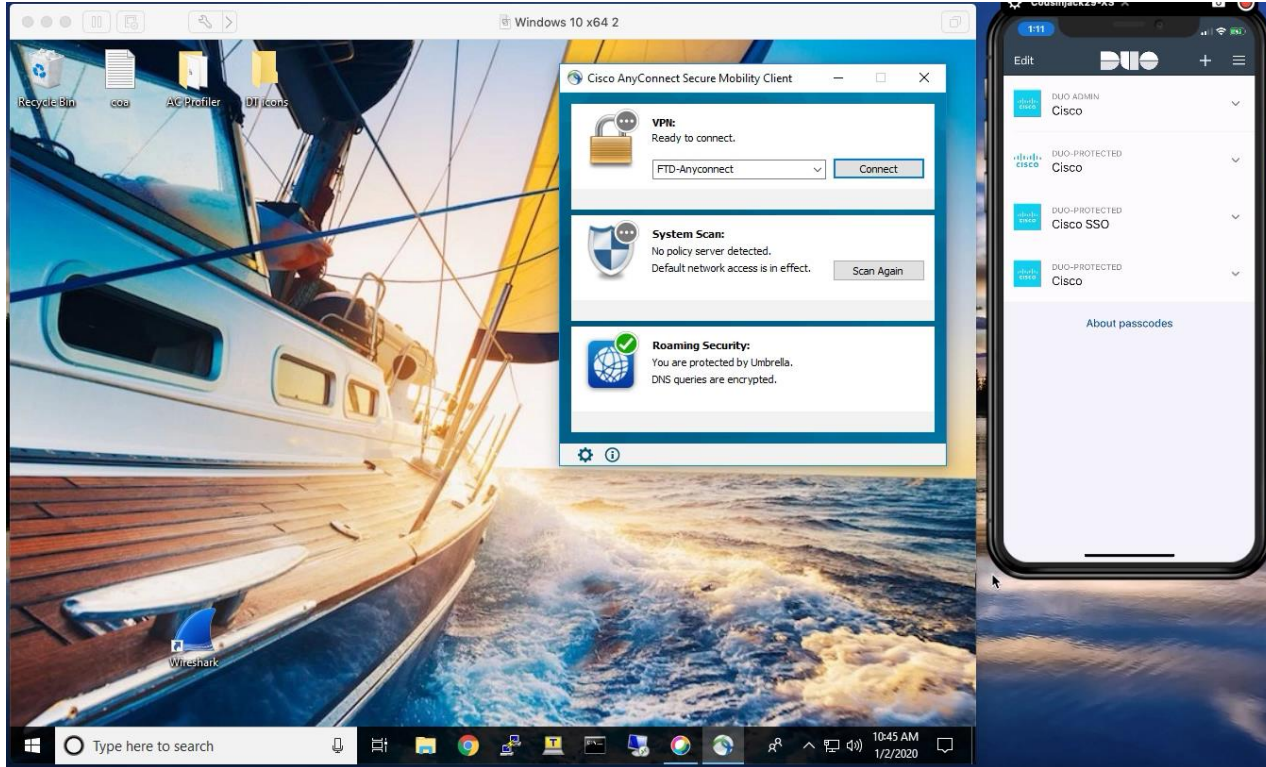 Windows 10 x64 2
Recycle Bin
coa
AC Profiler
DIT icons
Wireshark
Cisco AnyConnect Secure Mobility Client
VPN:
Ready to connect.
FTD-Anyconnect
Connect
System Scan:
No policy server detected.
Default network access is in effect.
Scan Again
Roaming Security:
You are protected by Umbrella.
DNS queries are encrypted.
Type here to search
10:45 AM
1/2/2020
Cousinjack29-XS
1:11
Edit
DUO
DUO ADMIN
Cisco
DUO-PROTECTED
Cisco
DUO-PROTECTED
Cisco SSO
DUO-PROTECTED
Cisco
About passcodes